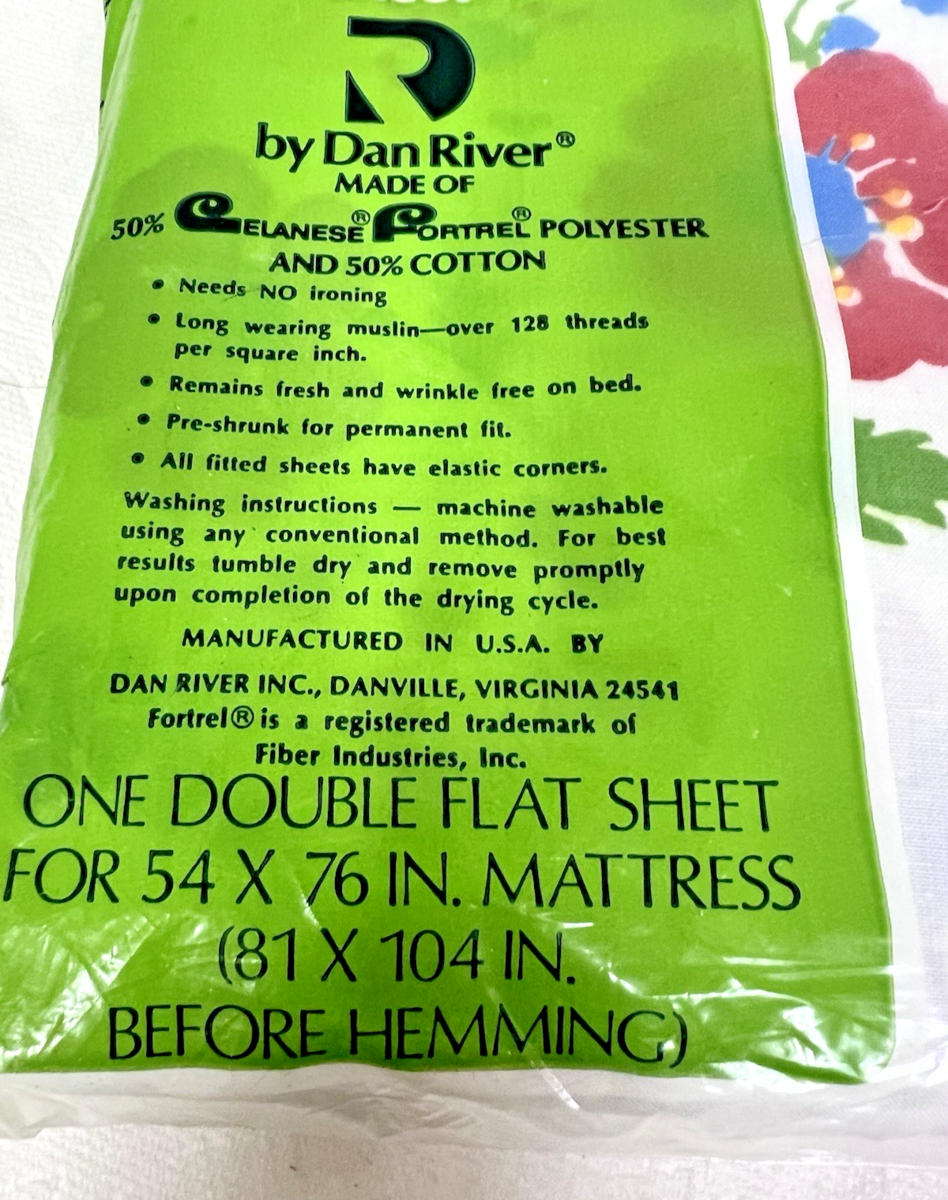 by Dan River®
MADE OF
50% CELANESE® FORTREL® POLYESTER
AND 50% COTTON
• Needs NO ironing
• Long wearing muslin—over 128 threads
per square inch.
• Remains fresh and wrinkle free on bed.
• Pre-shrunk for permanent fit.
• All fitted sheets have elastic corners.
Washing instructions — machine washable
using any conventional method. For best
results tumble dry and remove promptly
upon completion of the drying cycle.
MANUFACTURED IN U.S.A. BY
DAN RIVER INC., DANVILLE, VIRGINIA 24541
Fortrel® is a registered trademark of
Fiber Industries, Inc.
ONE DOUBLE FLAT SHEET
FOR 54 X 76 IN. MATTRESS
(81 X 104 IN.
BEFORE HEMMING)